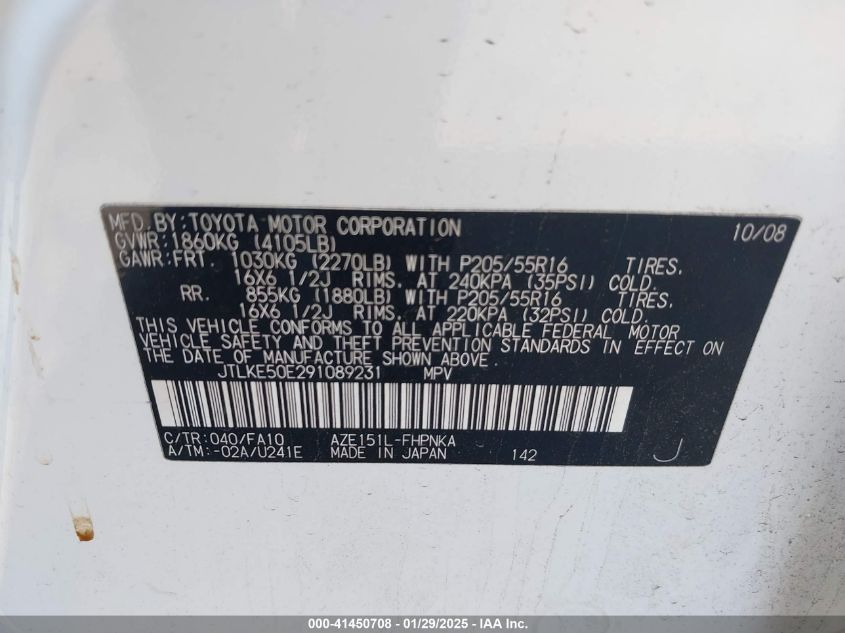 MFD.BY:TOYOTA MOTOR CORPORATION 10/08
GVWR:1860KG (4105LB)
GAWR:FRT 1030KG (2270LB) WITH P205/55R16 TIRES,
16X6 1/2J RIMS, AT 240KPA (35PSI) COLD.
RR. 855KG (1880LB) WITH P205/55R16 TIRES,
16X6 1/2J RIMS, AT 220KPA (32PSI) COLD.
THIS VEHICLE CONFORMS TO ALL APPLICABLE FEDERAL MOTOR
VEHICLE SAFETY AND THEFT PREVENTION STANDARDS IN EFFECT ON
THE DATE OF MANUFACTURE SHOWN ABOVE
JTLKE50E291089231 MPV
C/TR:040/FA10 AZE151L-FHPNKA
A/TM:-02A/U241E MADE IN JAPAN 142 J
000-41450708 - 01/29/2025 - IAA Inc.